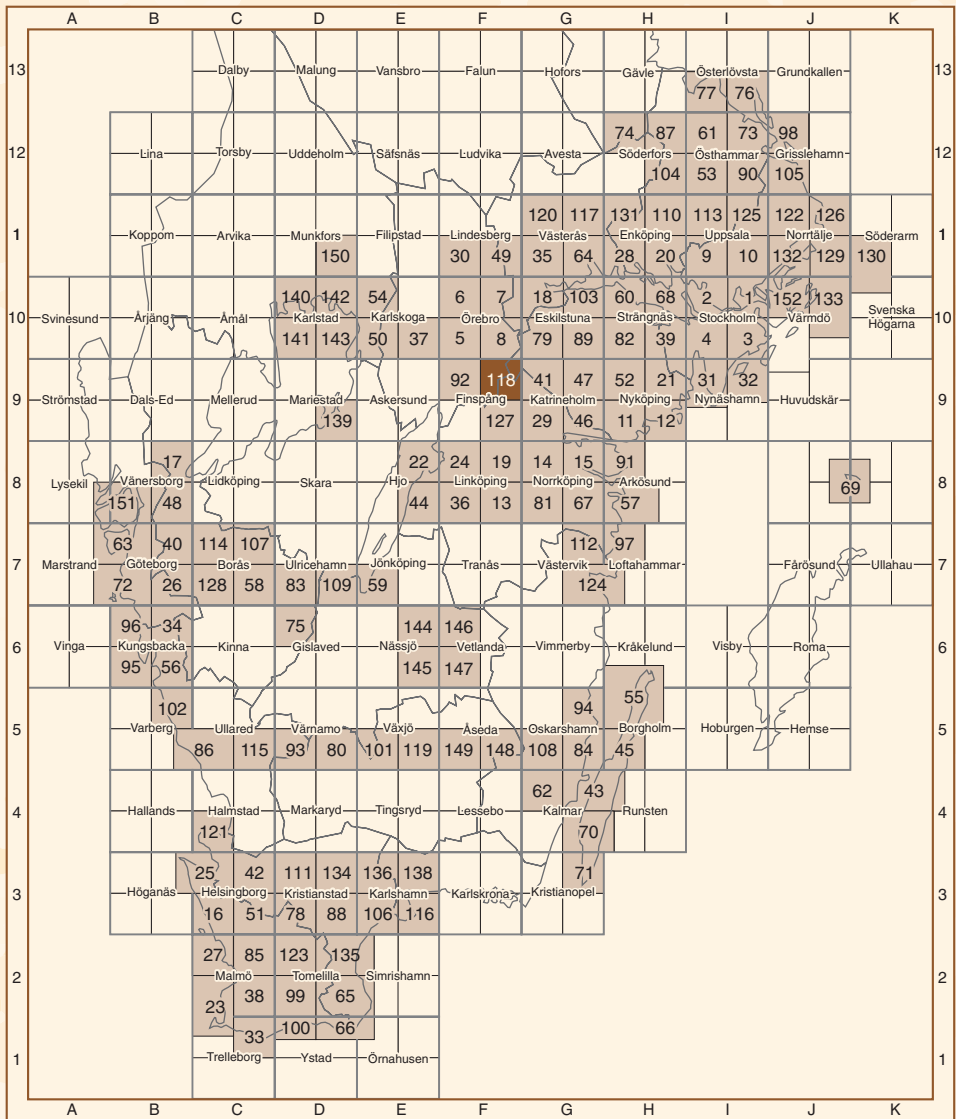 A B C D E F G H I J K
13 Dalby Malung Vansbro Falun Hofors Gävle Österlövsta Grundkallen 13
77 76
74 87 61 73 98
12 Lina Torsby Uddeholm Säfsnäs Ludvika Avesta Söderfors Östhammar Grisslehamn 12
104 53 90 105
120 117 131 110 113 125 122 126
1 Koppom Arvika Munkfors Filipstad Lindesberg Västerås Enköping Uppsala Norrtälje Söderarm 1
150 30 49 35 64 28 20 9 10 132 129 130
140 142 54 6 7 18 103 60 68 2 1 152 133
10 Svinesund Årjäng Åmål Karlstad Karlskoga Örebro Eskilstuna Strängnäs Stockholm Värmdö Svenska Högarna 10
141 143 50 37 5 8 79 89 82 39 4 3
92 118 41 47 52 21 31 32
9 Strömstad Dals-Ed Mellerud Mariestad Askersund Finspång Katrineholm Nyköping Nynäshamn Huvudskär 9
139 127 29 46 11 12
17 22 24 19 14 15 91
8 Lysekil Vänersborg Lidköping Skara Hjo Linköping Norrköping Arkösund 69 8
151 48 44 36 13 81 67 57
63 40 114 107 112 97
7 Marstrand Göteborg Borås Ulricehamn Jönköping Tranås Västervik Loftahammar Fårösund Ullahau 7
72 26 128 58 83 109 59 124
96 34 75 144 146
6 Vinga Kungsbacka Kinna Gislaved Nässjö Vetlanda Vimmerby Kråkelund Visby Roma 6
95 56 145 147
102 94 55
5 Varberg Ullared Värnamo Växjö Åseda Oskarshamn Borgholm Hoburgen Hemse 5
86 115 93 80 101 119 149 148 108 84 45
62 43
4 Hallands Halmstad Markaryd Tingsryd Lessebo Kalmar Runsten 4
121 70
25 42 111 134 136 138 71
3 Höganäs Helsingborg Kristianstad Karlshamn Karlskrona Kristianopel 3
16 51 78 88 106 116
27 85 123 135
2 Malmö Tomelilla Simrishamn 2
23 38 99 65
33 100 66
1 Trelleborg Ystad Örnahusen 1
A B C D E F G H I J K